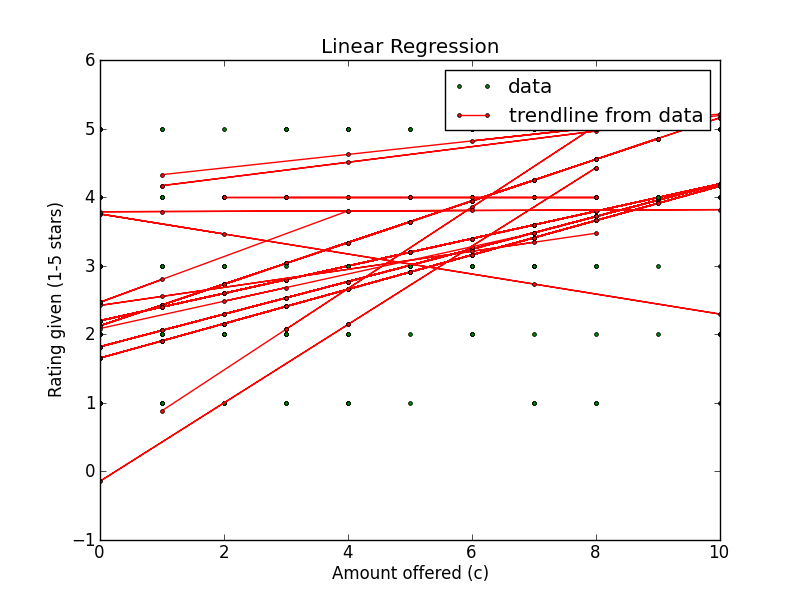 Linear Regression
data
trendline from data
6
5
4
3
2
1
0
−1
0 2 4 6 8 10
Rating given (1-5 stars)
Amount offered (c)